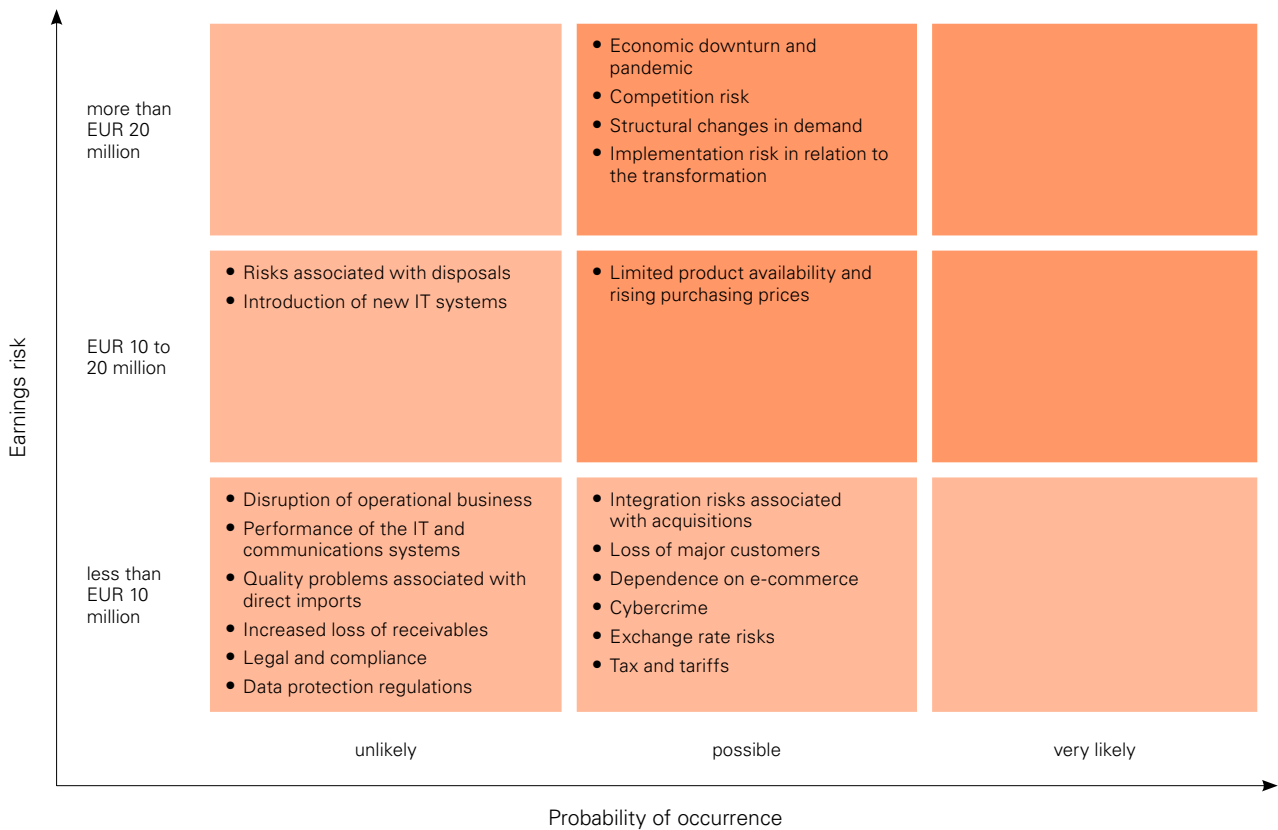 Earnings risk
more than
EUR 20
million
• Economic downturn and
pandemic
• Competition risk
• Structural changes in demand
• Implementation risk in relation to
the transformation
EUR 10 to
20 million
• Risks associated with disposals
• Introduction of new IT systems
• Limited product availability and
rising purchasing prices
less than
EUR 10
million
• Disruption of operational business
• Performance of the IT and
communications systems
• Quality problems associated with
direct imports
• Increased loss of receivables
• Legal and compliance
• Data protection regulations
• Integration risks associated
with acquisitions
• Loss of major customers
• Dependence on e-commerce
• Cybercrime
• Exchange rate risks
• Tax and tariffs
unlikely
possible
very likely
Probability of occurrence